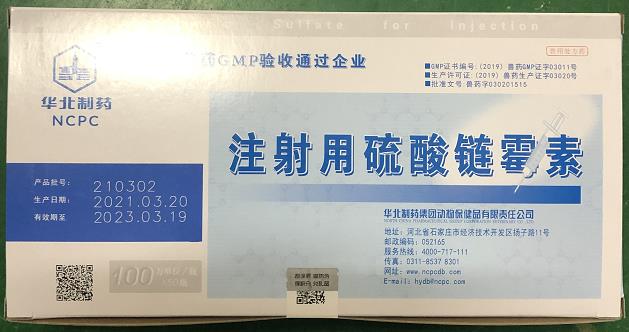 Sulfate for Injection
兽用处方药
药GMP验收通过企业
■GMP证书编号:(2019) 兽药GMP证字03011号
■生产许可证:(2019) 兽药生产证字03020号
■批准文号:兽药字030201515
华北制药
NCPC
注射用硫酸链霉素
产品批号: 210302
生产日期: 2021.03.20
有效期至 2023.03.19
华北制药集团动物保健品有限责任公司
地址:河北省石家庄市经济技术开发区扬子路11号
邮政编码:052165
服务热线:4000-717-111
传真:0311-8537 8301
网址:www.ncpcdb.com
E-mail:hydb@ncpc.com
100万单位/瓶
×50瓶